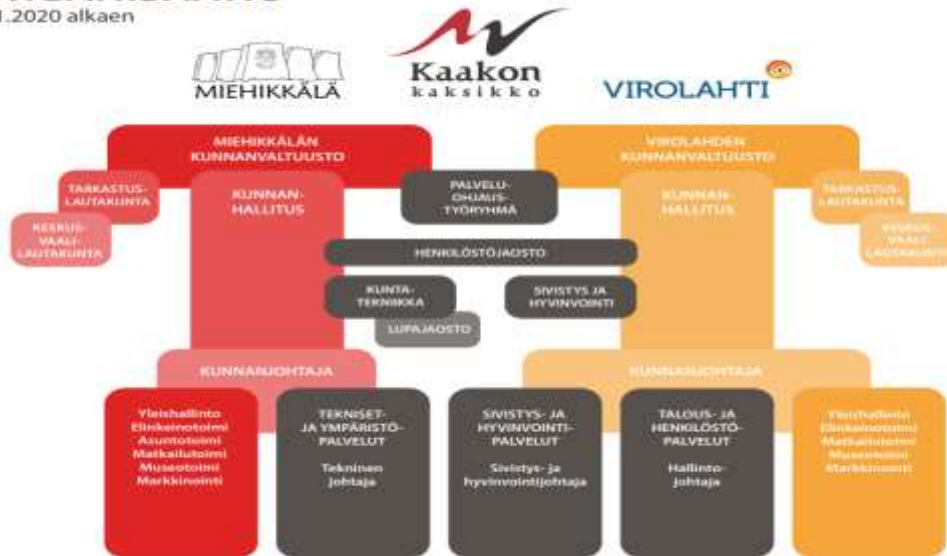 1.2020 alkaen
MIEHIKKÄLÄ
Kaakon
kaksikko
VIROLAHTI
MIEHIKKÄLÄN
KUNNANVALTUUSTO
VIROLAHDEN
KUNNANVALTUUSTO
TARKASTUS-
LAUTAKUNTA
KESKUS-
VAALI-
LAUTAKUNTA
KUNNAN-
HALLITUS
PALVELU-
OHJAUS-
TYÖRYHMÄ
KUNNAN-
HALLITUS
TARKASTUS-
LAUTAKUNTA
KESKUS-
VAALI-
LAUTAKUNTA
HENKILÖSTÖJAOSTO
KUNTA-
TEKNIIKKA
SIVISTYS JA
HYVINVOINTI
LUPAJAOSTO
KUNNANJOHTAJA
KUNNANJOHTAJA
Yleishallinto
Elinkeinotoimi
Asuntotoimi
Matkailutoimi
Museotoimi
Markkinointi
TEKNISET-
JA YMPÄRISTÖ-
PALVELUT
Tekninen
johtaja
SIVISTYS- JA
HYVINVOINTI-
PALVELUT
Sivistys- ja
hyvinvointijohtaja
TALOUS- JA
HENKILÖSTÖ-
PALVELUT
Hallinto-
johtaja
Yleishallinto
Elinkeinotoimi
Matkailutoimi
Museotoimi
Markkinointi